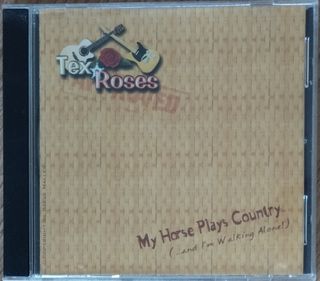 Tex Roses
My Horse Plays Country
(...and I'm Walking Alone!)